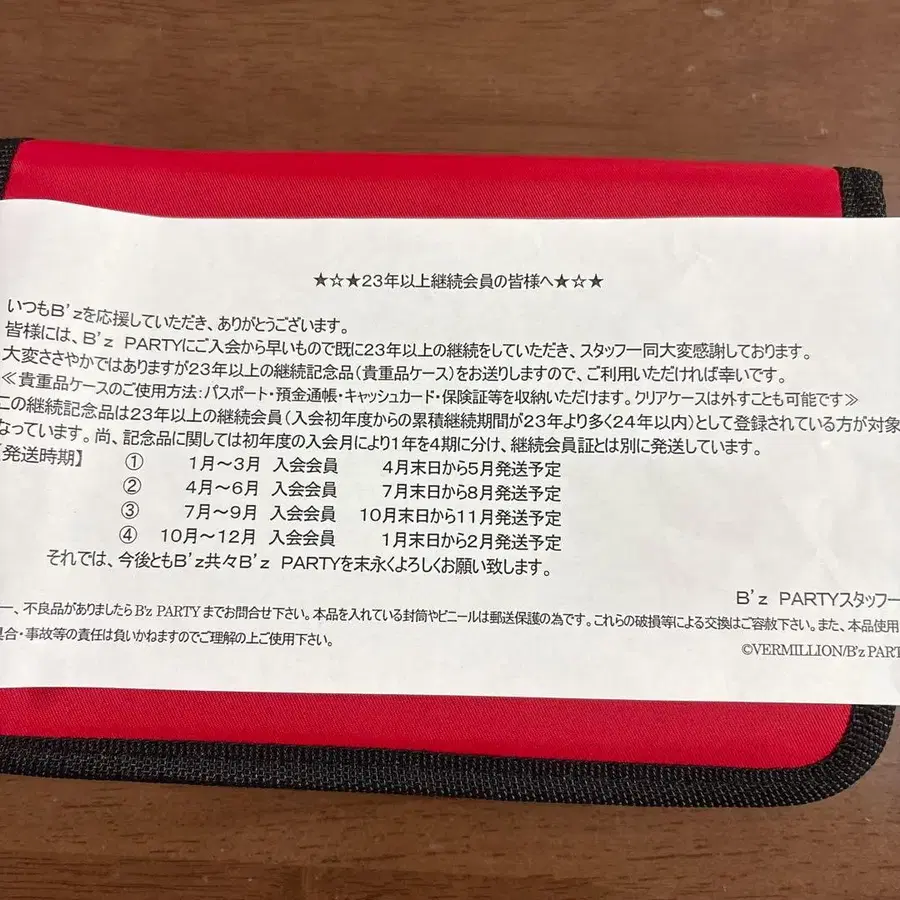 ★☆★23年以上継続会員の皆様へ★☆★
いつもB'zを応援していただき、ありがとうございます。
皆様には、B'z PARTYにご入会から早いもので既に23年以上の継続をしていただき、スタッフ一同大変感謝しております。
大変ささやかではありますが23年以上の継続記念品(貴重品ケース)をお送りしますので、ご利用いただければ幸いです。
≪貴重品ケースのご使用方法:パスポート・預金通帳・キャッシュカード・保険証等を収納いただけます。クリアケースは外すことも可能です≫
この継続記念品は23年以上の継続会員(入会初年度からの累積継続期間が23年より多く24年以内)として登録されている方が対象
なっています。尚、記念品に関しては初年度の入会月により1年を4期に分け、継続会員証とは別に発送しています。
【発送時期】 ① 1月~3月 入会会員 4月末日から5月発送予定
② 4月~6月 入会会員 7月末日から8月発送予定
③ 7月~9月 入会会員 10月末日から11月発送予定
④ 10月~12月 入会会員 1月末日から2月発送予定
それでは、今後ともB'z共々B'z PARTYを末永くよろしくお願い致します。
B'z PARTYスタッフ一
一、不良品がありましたらB'z PARTYまでお問合せ下さい。本品を入れている封筒やビニールは郵送保護の為です。これらの破損等による交換はご容赦下さい。また、本品使用
具合・事故等の責任は負いかねますのでご理解の上ご使用下さい。
©VERMILLION/B'z PART